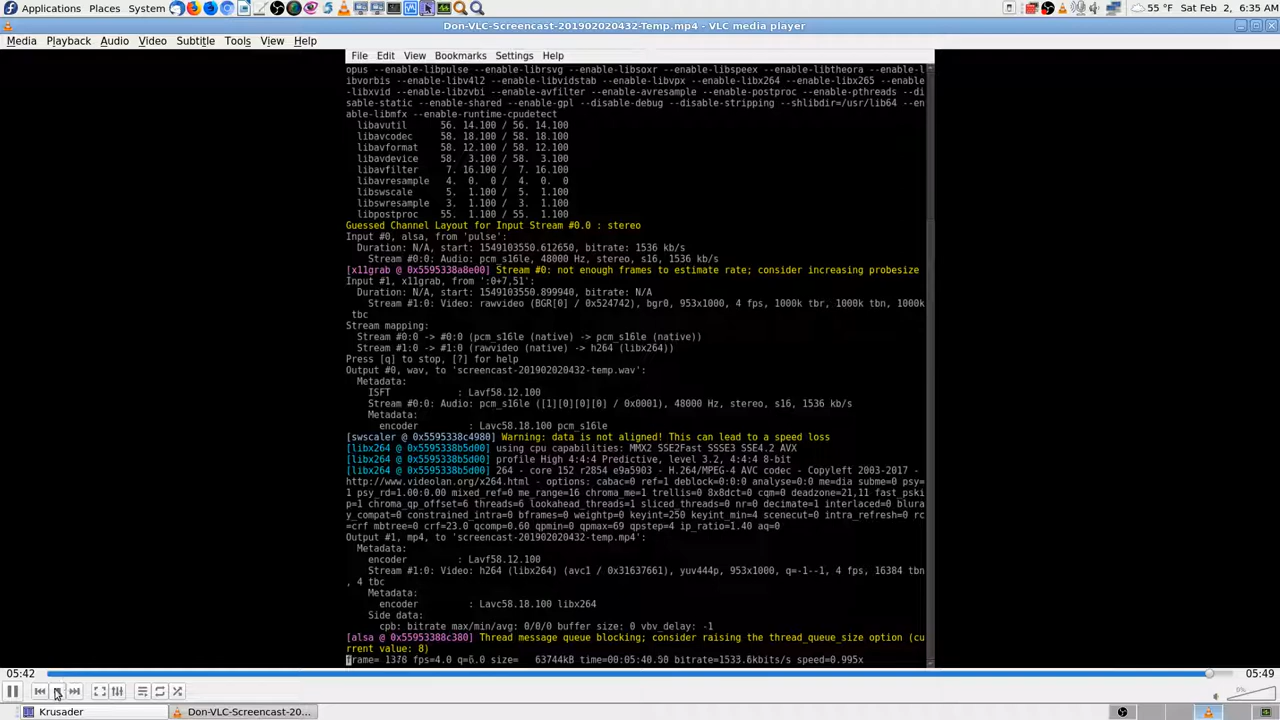 Applications Places System 55 °F Sat Feb 2, 6:35 AM
Don-VLC-Screencast-201902020432-Temp.mp4 - VLC media player
Media Playback Audio Video Subtitle Tools View Help
File Edit View Bookmarks Settings Help
opus --enable-libpulse --enable-librsvg --enable-libsoxr --enable-libspeex --enable-libtheora --enable-l
ibvorbis --enable-libv4l2 --enable-libvidstab --enable-libvpx --enable-libx264 --enable-libx265 --enable
-libxvid --enable-libzvbi --enable-avfilter --enable-avresample --enable-postproc --enable-pthreads --di
sable-static --enable-shared --enable-gpl --disable-debug --disable-stripping --shlibdir=/usr/lib64 --en
able-libmfx --enable-runtime-cpudetect
libavutil 56. 14.100 / 56. 14.100
libavcodec 58. 18.100 / 58. 18.100
libavformat 58. 12.100 / 58. 12.100
libavdevice 58. 3.100 / 58. 3.100
libavfilter 7. 16.100 / 7. 16.100
libavresample 4. 0. 0 / 4. 0. 0
libswscale 5. 1.100 / 5. 1.100
libswresample 3. 1.100 / 3. 1.100
libpostproc 55. 1.100 / 55. 1.100
Guessed Channel Layout for Input Stream #0.0 : stereo
Input #0, alsa, from 'pulse':
Duration: N/A, start: 1549103550.612650, bitrate: 1536 kb/s
Stream #0:0: Audio: pcm_s16le, 48000 Hz, stereo, s16, 1536 kb/s
[x11grab @ 0x5595338a8e00] Stream #0: not enough frames to estimate rate; consider increasing probesize
Input #1, x11grab, from ':0+7,51':
Duration: N/A, start: 1549103550.899940, bitrate: N/A
Stream #1:0: Video: rawvideo (BGR[0] / 0x524742), bgr0, 953x1000, 4 fps, 1000k tbr, 1000k tbn, 1000k
tbc
Stream mapping:
Stream #0:0 -> #0:0 (pcm_s16le (native) -> pcm_s16le (native))
Stream #1:0 -> #1:0 (rawvideo (native) -> h264 (libx264))
Press [q] to stop, [?] for help
Output #0, wav, to 'screencast-201902020432-temp.wav':
Metadata:
ISFT : Lavf58.12.100
Stream #0:0: Audio: pcm_s16le ([1][0][0][0] / 0x0001), 48000 Hz, stereo, s16, 1536 kb/s
Metadata:
encoder : Lavc58.18.100 pcm_s16le
[swscaler @ 0x5595338c4980] Warning: data is not aligned! This can lead to a speed loss
[libx264 @ 0x5595338b5d00] using cpu capabilities: MMX2 SSE2Fast SSSE3 SSE4.2 AVX
[libx264 @ 0x5595338b5d00] profile High 4:4:4 Predictive, level 3.2, 4:4:4 8-bit
[libx264 @ 0x5595338b5d00] 264 - core 152 r2854 e9a5903 - H.264/MPEG-4 AVC codec - Copyleft 2003-2017 -
http://www.videolan.org/x264.html - options: cabac=0 ref=1 deblock=0:0:0 analyse=0:0 me=dia subme=0 psy=
1 psy_rd=1.00:0.00 mixed_ref=0 me_range=16 chroma_me=1 trellis=0 8x8dct=0 cqm=0 deadzone=21,11 fast_pski
p=1 chroma_qp_offset=6 threads=6 lookahead_threads=1 sliced_threads=0 nr=0 decimate=1 interlaced=0 blura
y_compat=0 constrained_intra=0 bframes=0 weightp=0 keyint=250 keyint_min=4 scenecut=0 intra_refresh=0 rc
=crf mbtree=0 crf=23.0 qcomp=0.60 qpmin=0 qpmax=69 qpstep=4 ip_ratio=1.40 aq=0
Output #1, mp4, to 'screencast-201902020432-temp.mp4':
Metadata:
encoder : Lavf58.12.100
Stream #1:0: Video: h264 (libx264) (avc1 / 0x31637661), yuv444p, 953x1000, q=-1--1, 4 fps, 16384 tbn
, 4 tbc
Metadata:
encoder : Lavc58.18.100 libx264
Side data:
cpb: bitrate max/min/avg: 0/0/0 buffer size: 0 vbv_delay: -1
[alsa @ 0x55953388c380] Thread message queue blocking; consider raising the thread_queue_size option (cu
rrent value: 8)
frame= 1378 fps=4.0 q=6.0 size= 63744kB time=00:05:40.50 bitrate=1533.6kbits/s speed=0.995x
05:42 05:49
0%
Krusader Don-VLC-Screencast-20...